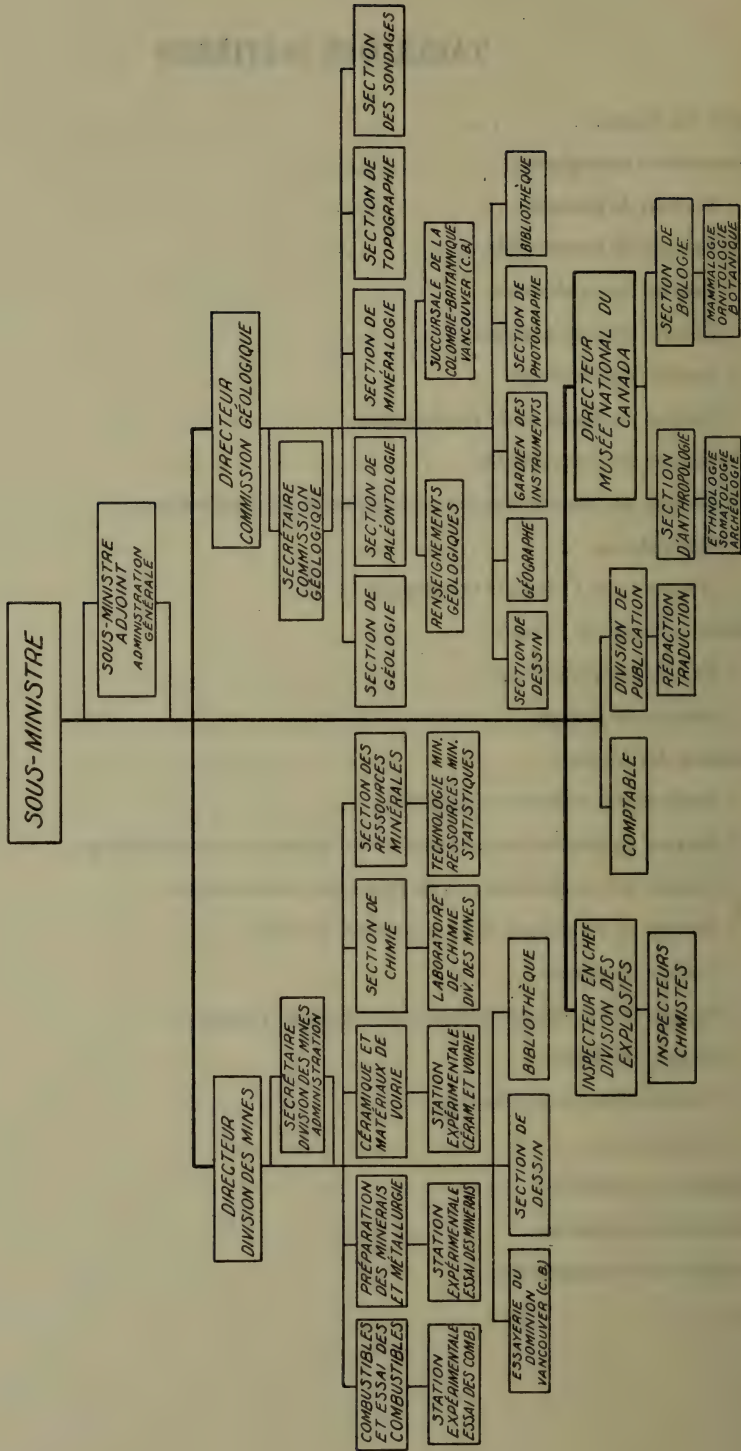 SOUS-MINISTRE
SOUS-MINISTRE
ADJOINT
ADMINISTRATION
GÉNÉRALE
DIRECTEUR
DIVISION DES MINES
SECRÉTAIRE
DIVISION DES MINES
ADMINISTRATION
COMBUSTIBLES
ET ESSAI DES
COMBUSTIBLES
PRÉPARATION
DES MINERAIS
ET MÉTALLURGIE
CÉRAMIQUE ET
MATÉRIAUX DE
VOIRIE
SECTION DE
CHIMIE
SECTION DES
RESSOURCES
MINÉRALES
STATION
EXPÉRIMENTALE
ESSAI DES COMB.
STATION
EXPÉRIMENTALE
ESSAI DES MINERAIS
STATION
EXPÉRIMENTALE
CÉRAM. ET VOIRIE
LABORATOIRE
DE CHIMIE
DIV. DES MINES
TECHNOLOGIE MIN.
RESSOURCES MIN.
STATISTIQUES
ESSAYERIE DU
DOMINION
VANCOUVER (C.B)
SECTION DE
DESSIN
BIBLIOTHÈQUE
DIRECTEUR
COMMISSION GÉOLOGIQUE
SECRÉTAIRE
COMMISSION
GÉOLOGIQUE
SECTION DE
GÉOLOGIE
SECTION DE
PALÉONTOLOGIE
SECTION DE
MINÉRALOGIE
SECTION DE
TOPOGRAPHIE
SECTION
DES SONDAGES
RENSEIGNEMENTS
GÉOLOGIQUES
SUCCURSALE DE LA
COLOMBIE-BRITANNIQUE
VANCOUVER (C.B.)
SECTION DE
DESSIN
GÉOGRAPHE
GARDIEN DES
INSTRUMENTS
SECTION DE
PHOTOGRAPHIE
BIBLIOTHÈQUE
INSPECTEUR EN CHEF
DIVISION DES
EXPLOSIFS
INSPECTEURS
CHIMISTES
COMPTABLE
DIVISION DE
PUBLICATION
RÉDACTION
TRADUCTION
DIRECTEUR
MUSÉE NATIONAL DU
CANADA
SECTION
D'ANTHROPOLOGIE
SECTION DE
BIOLOGIE.
ETHNOLOGIE
SOMATOLOGIE
ARCHÉOLOGIE
MAMMALOGIE
ORNITOLOGIE
BOTANIQUE